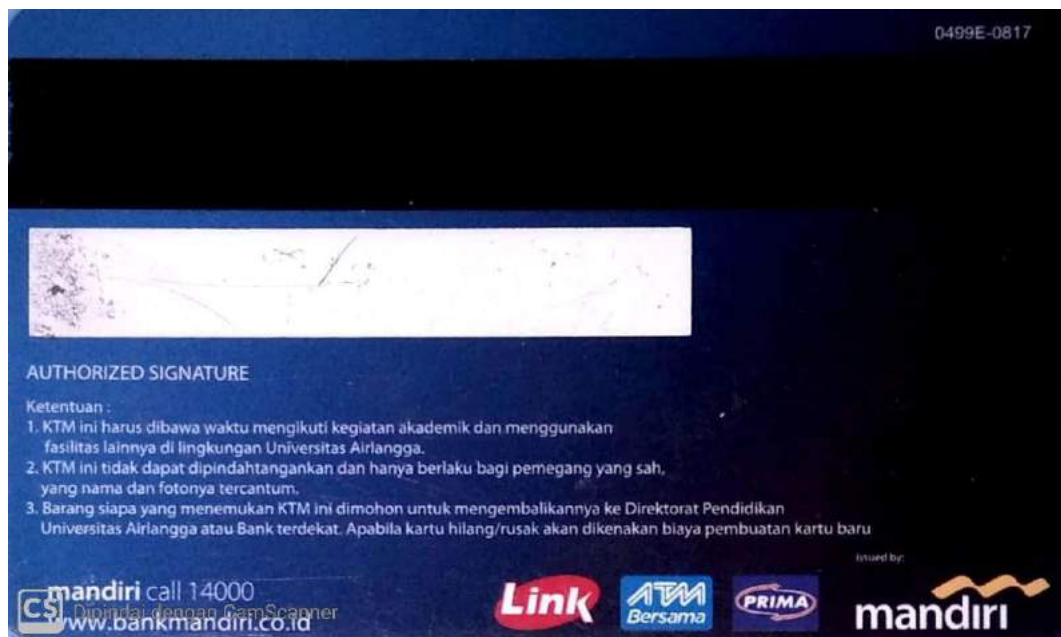 0499E-0817
AUTHORIZED SIGNATURE
Ketentuan :
1. KTM ini harus dibawa waktu mengikuti kegiatan akademik dan menggunakan
fasilitas lainnya di lingkungan Universitas Airlangga.
2. KTM ini tidak dapat dipindahtangankan dan hanya berlaku bagi pemegang yang sah,
yang nama dan fotonya tercantum.
3. Barang siapa yang menemukan KTM ini dimohon untuk mengembalikannya ke Direktorat Pendidikan
Universitas Airlangga atau Bank terdekat. Apabila kartu hilang/rusak akan dikenakan biaya pembuatan kartu baru
issued by:
mandiri call 14000
www.bankmandiri.co.id
CS Dipindai dengan CamScanner
Link
ATM
Bersama
PRIMA
mandiri